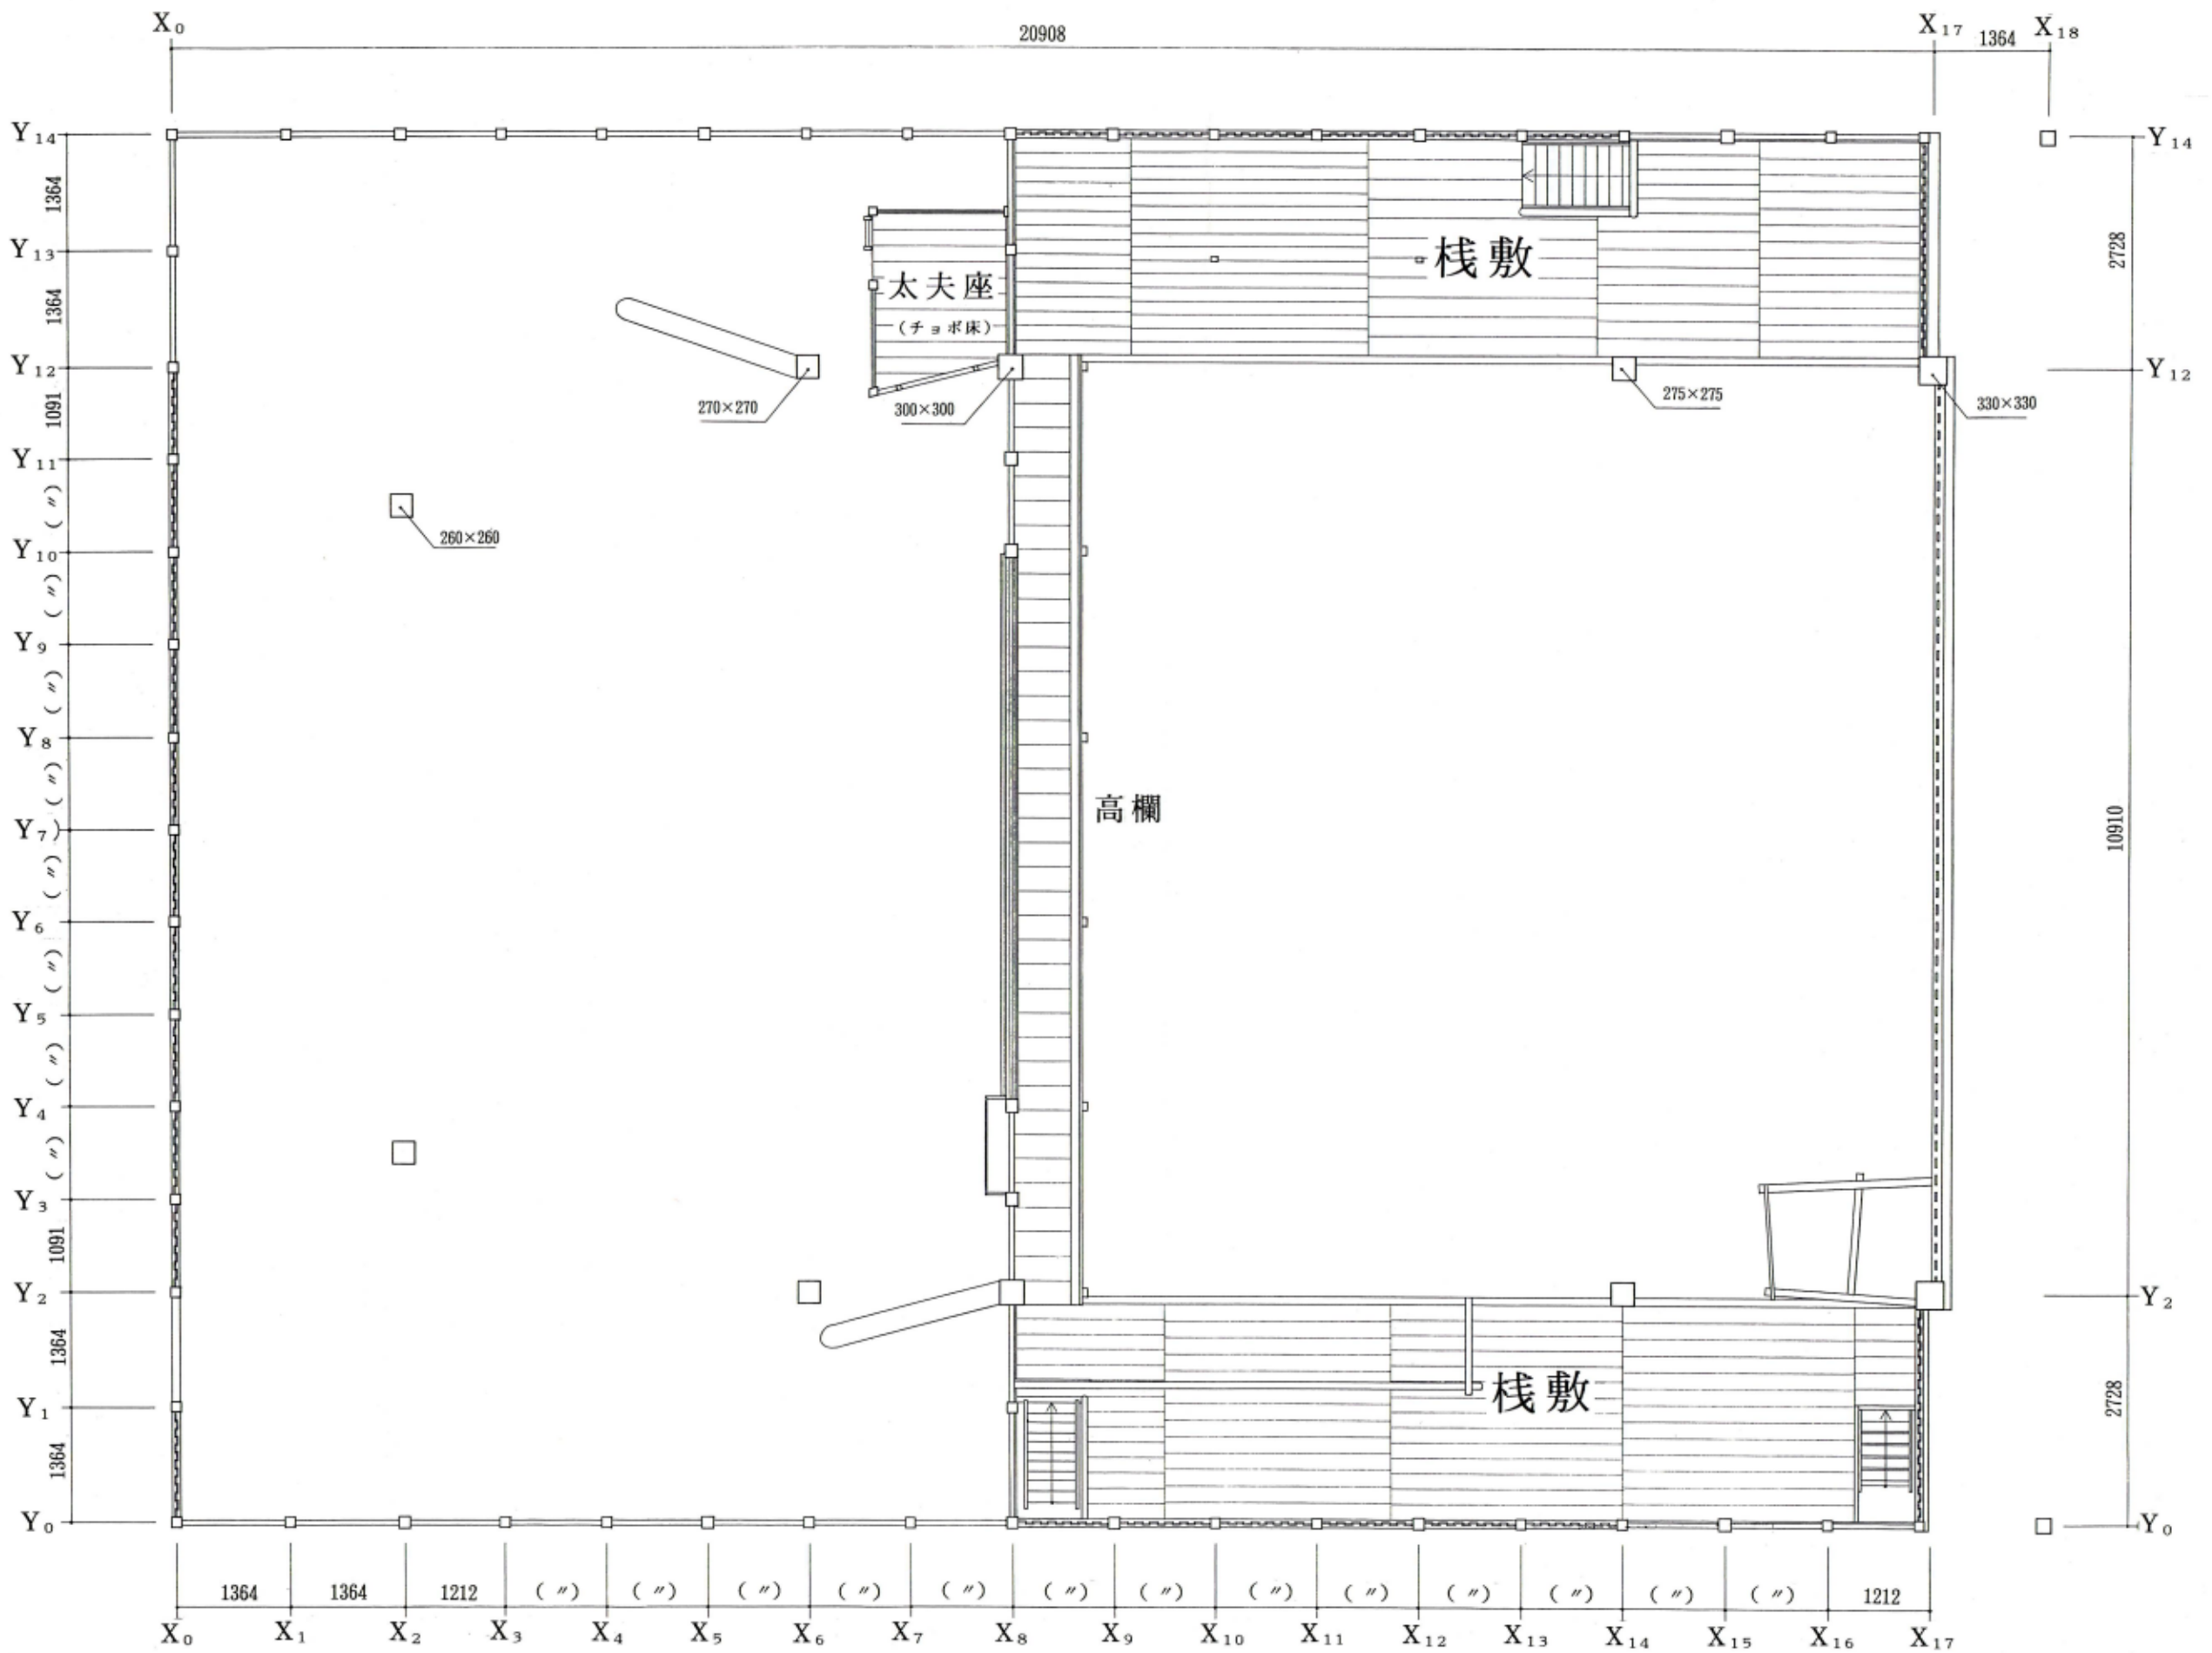 X₀ 20908 X₁₇ 1364 X₁₈
Y₁₄ Y₁₄
1364
Y₁₃ 2728
桟敷
太夫座
(チョボ床)
1364
Y₁₂ Y₁₂
270×270 300×300 275×275 330×330
1091
Y₁₁
(〃)
260×260
Y₁₀
(〃)
Y₉
(〃)
Y₈
(〃)
高欄
10910
Y₇)
(〃)
Y₆
(〃)
Y₅
(〃)
Y₄
(〃)
Y₃
1091
Y₂ Y₂
1364
桟敷
2728
Y₁
1364
Y₀ Y₀
1364 1364 1212 (〃) (〃) (〃) (〃) (〃) (〃) (〃) (〃) (〃) (〃) (〃) (〃) (〃) 1212
X₀ X₁ X₂ X₃ X₄ X₅ X₆ X₇ X₈ X₉ X₁₀ X₁₁ X₁₂ X₁₃ X₁₄ X₁₅ X₁₆ X₁₇